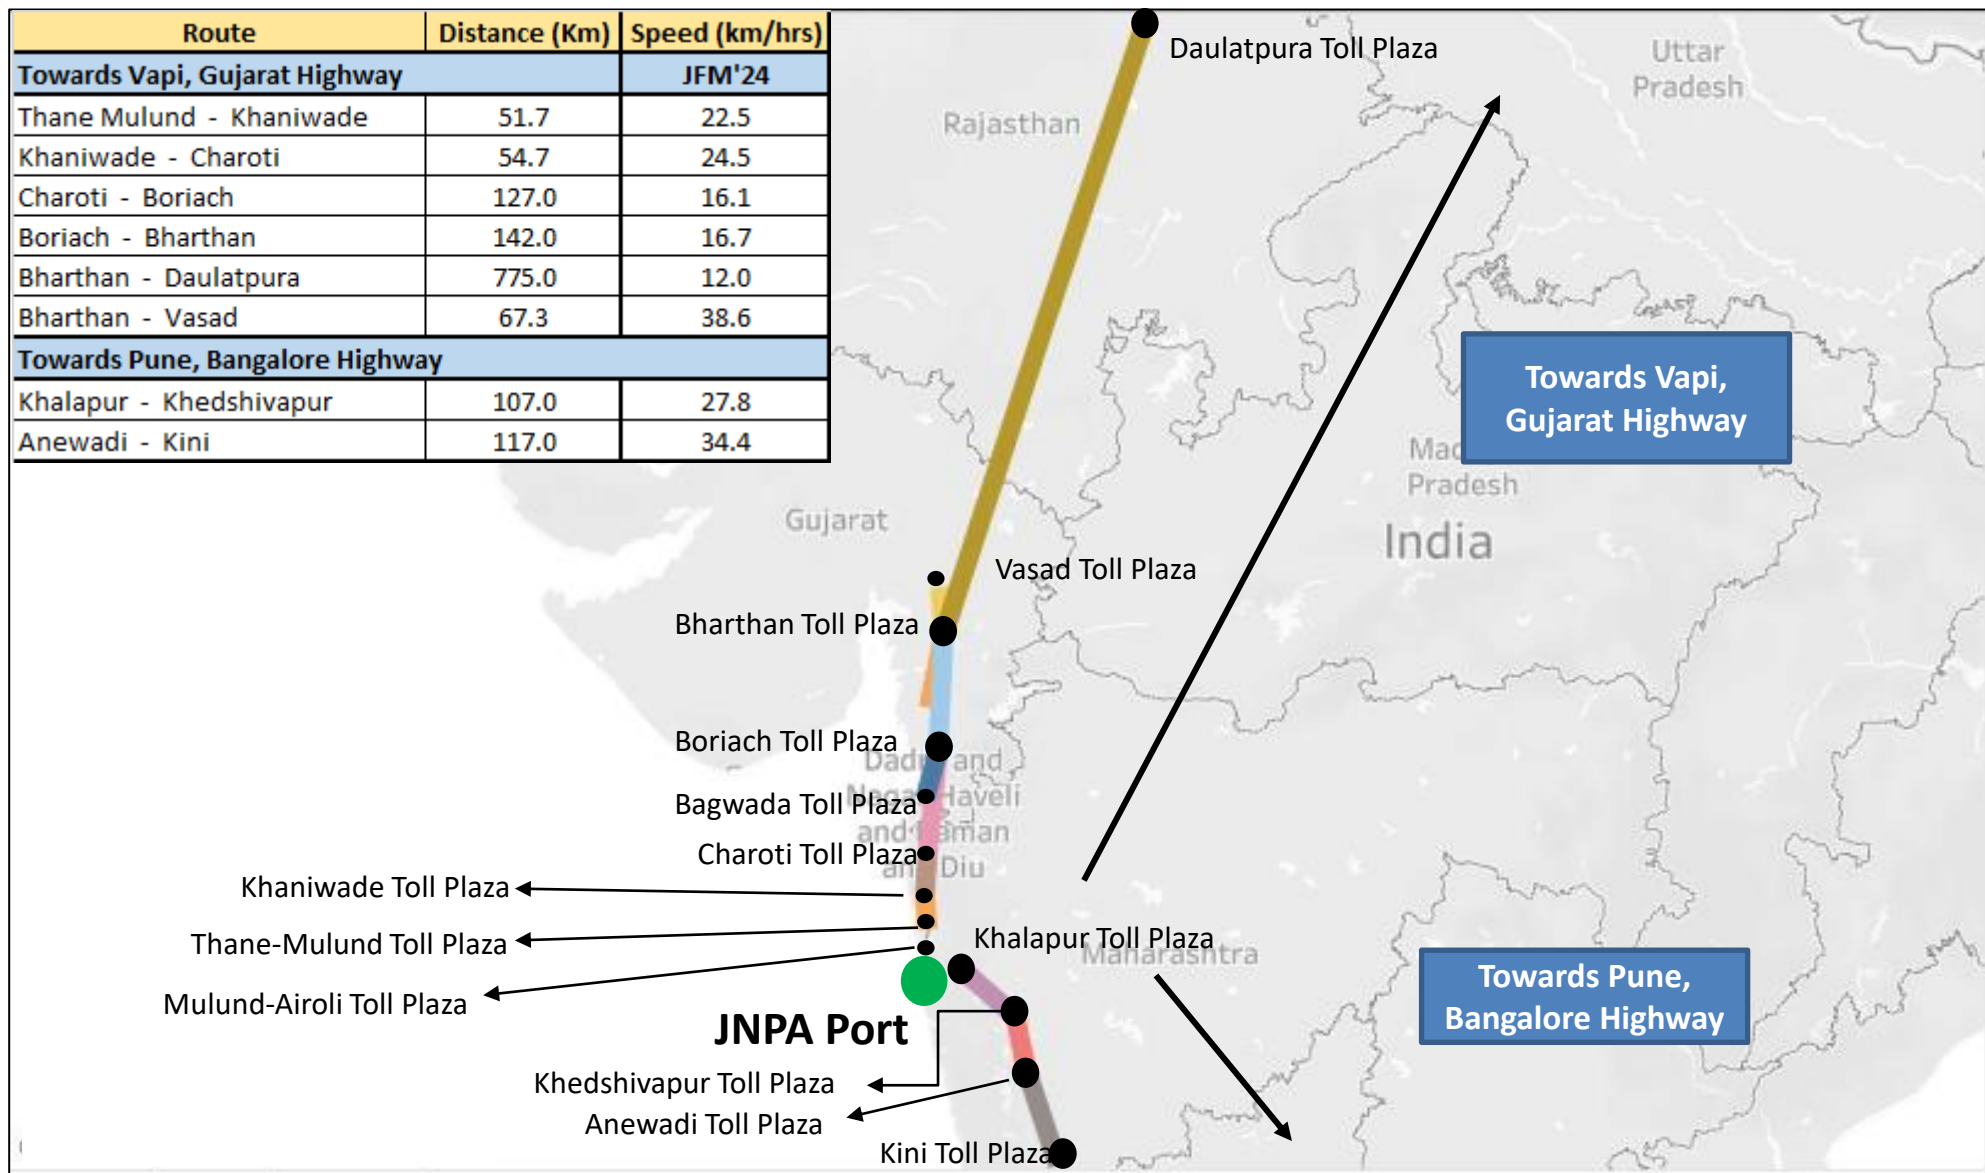 Route Distance (Km) Speed (km/hrs)
Towards Vapi, Gujarat Highway JFM'24
Thane Mulund - Khaniwade 51.7 22.5
Khaniwade - Charoti 54.7 24.5
Charoti - Boriach 127.0 16.1
Boriach - Bharthan 142.0 16.7
Bharthan - Daulatpura 775.0 12.0
Bharthan - Vasad 67.3 38.6
Towards Pune, Bangalore Highway
Khalapur - Khedshivapur 107.0 27.8
Anewadi - Kini 117.0 34.4
Daulatpura Toll Plaza
Uttar
Pradesh
Rajasthan
Towards Vapi,
Gujarat Highway
Pradesh
India
Gujarat
Vasad Toll Plaza
Bharthan Toll Plaza
Boriach Toll Plaza
and
Haveli
and
Diu
Bagwada Toll Plaza
Charoti Toll Plaza
Khaniwade Toll Plaza
Thane-Mulund Toll Plaza
Mulund-Airoli Toll Plaza
Khalapur Toll Plaza
Maharashtra
Towards Pune,
Bangalore Highway
JNPA Port
Khedshivapur Toll Plaza
Anewadi Toll Plaza
Kini Toll Plaza